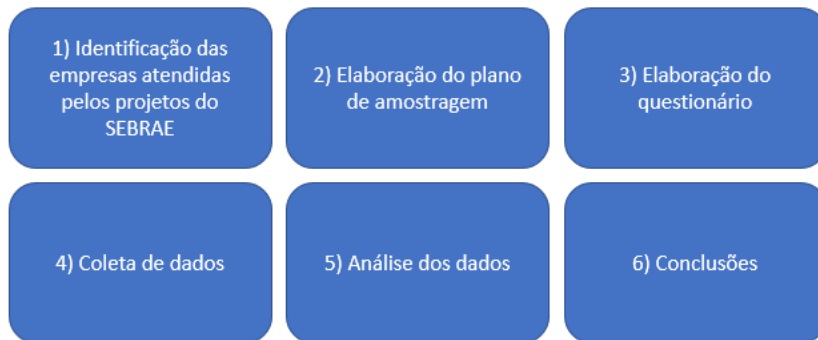 1) Identificação das
empresas atendidas
pelos projetos do
SEBRAE
2) Elaboração do plano
de amostragem
3) Elaboração do
questionário
4) Coleta de dados
5) Análise dos dados
6) Conclusões